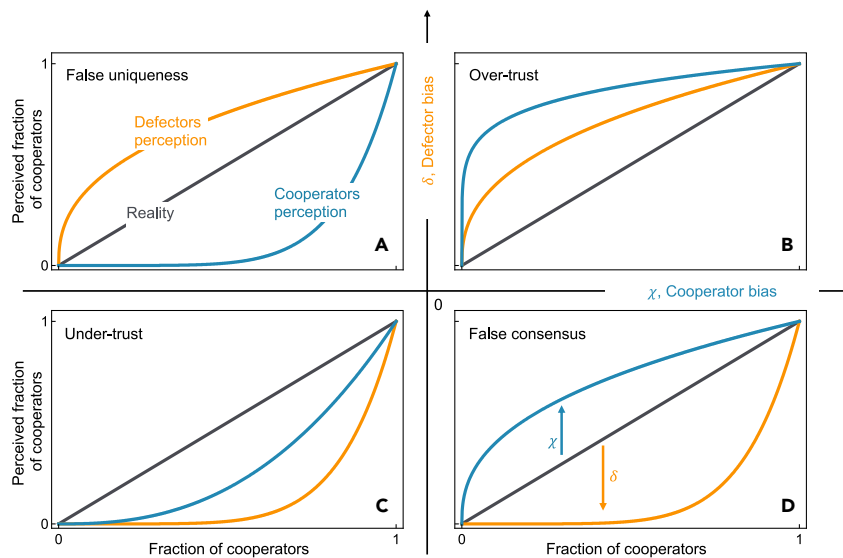 False uniqueness
1
Defectors
perception
Perceived fraction
of cooperators
Reality
Cooperators
perception
A
0
δ, Defector bias
Over-trust
B
1
0
χ, Cooperator bias
Under-trust
1
Perceived fraction
of cooperators
C
0
0
Fraction of cooperators
1
False consensus
χ
δ
D
0
Fraction of cooperators
1